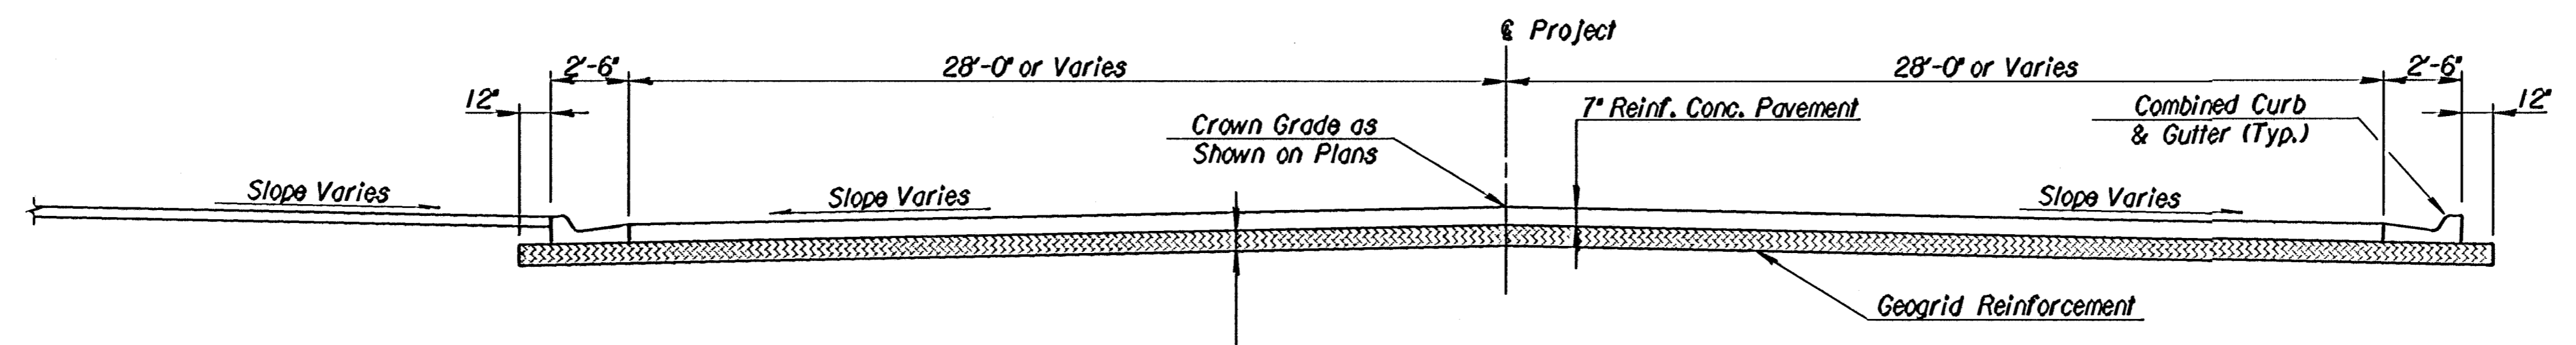 ℄ Project
2'-6"
28'-0" or Varies
28'-0" or Varies
2'-6"
12"
7" Reinf. Conc. Pavement
Combined Curb
& Gutter (Typ.)
12"
Crown Grade as
Shown on Plans
Slope Varies
Slope Varies
Slope Varies
Geogrid Reinforcement